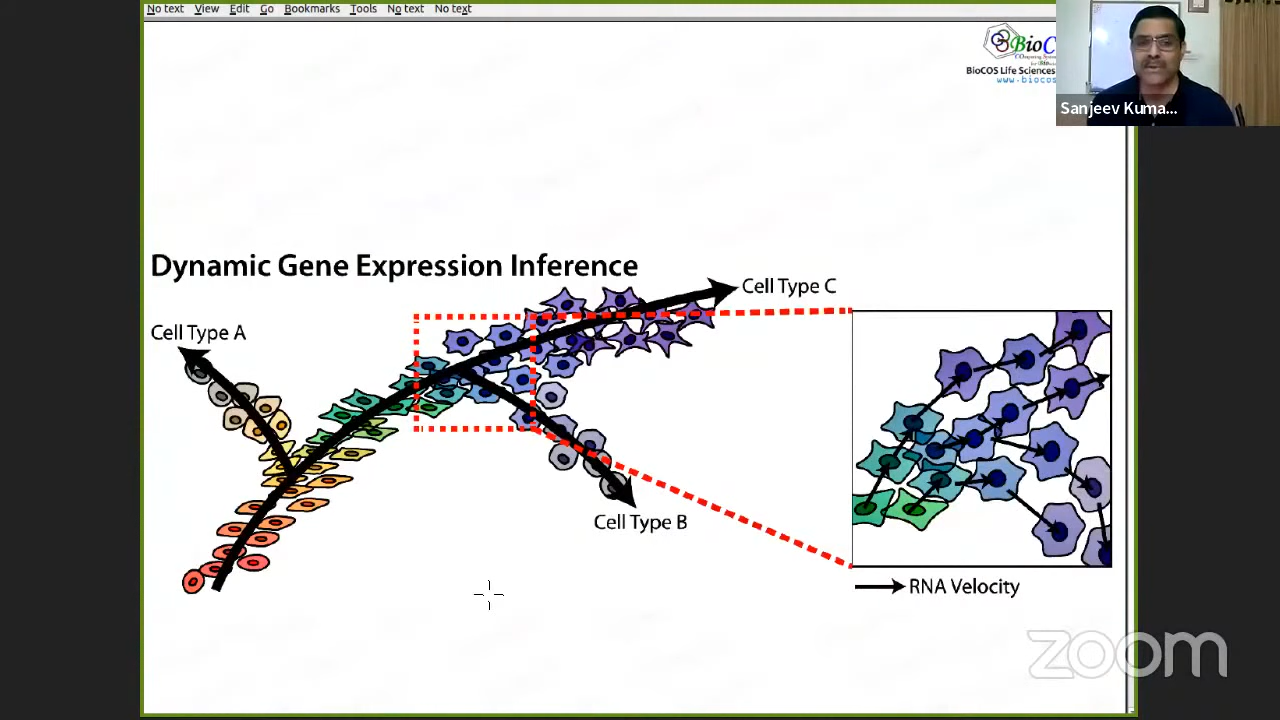 No text View Edit Go Bookmarks Tools No text No text
BioC
BioCOS Life Sciences
www.biocos
Sanjeev Kuma...
Dynamic Gene Expression Inference
Cell Type C
Cell Type A
Cell Type B
RNA Velocity
zoom